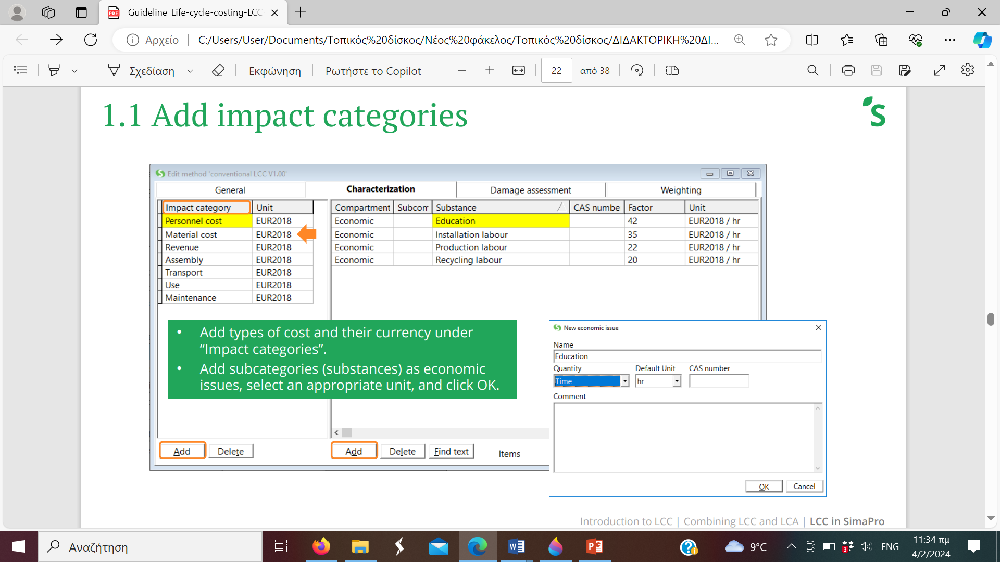 Guideline_Life-cycle-costing-LCC
Αρχείο
C:/Users/User/Documents/Τοπικός%20δίσκος/Νέος%20φάκελος/Τοπικός%20δίσκος/ΔΙΔΑΚΤΟΡΙΚΗ%20ΔΙ...
Σχεδίαση
Εκφώνηση
Ρωτήστε το Copilot
22 από 38
1.1 Add impact categories
Edit method 'conventional LCC V1.00'
General Characterization Damage assessment Weighting
Impact category Unit
Personnel cost EUR2018
Material cost EUR2018
Revenue EUR2018
Assembly EUR2018
Transport EUR2018
Use EUR2018
Maintenance EUR2018
Compartment Subcom Substance CAS numbe Factor Unit
Economic Education 42 EUR2018 / hr
Economic Installation labour 35 EUR2018 / hr
Economic Production labour 22 EUR2018 / hr
Economic Recycling labour 20 EUR2018 / hr
• Add types of cost and their currency under
“Impact categories”.
• Add subcategories (substances) as economic
issues, select an appropriate unit, and click OK.
Add Delete
Add Delete Find text Items
New economic issue
Name
Education
Quantity Default Unit CAS number
Time hr
Comment
OK Cancel
Introduction to LCC | Combining LCC and LCA | LCC in SimaPro
Αναζήτηση
9°C
ENG
11:34 πμ
4/2/2024